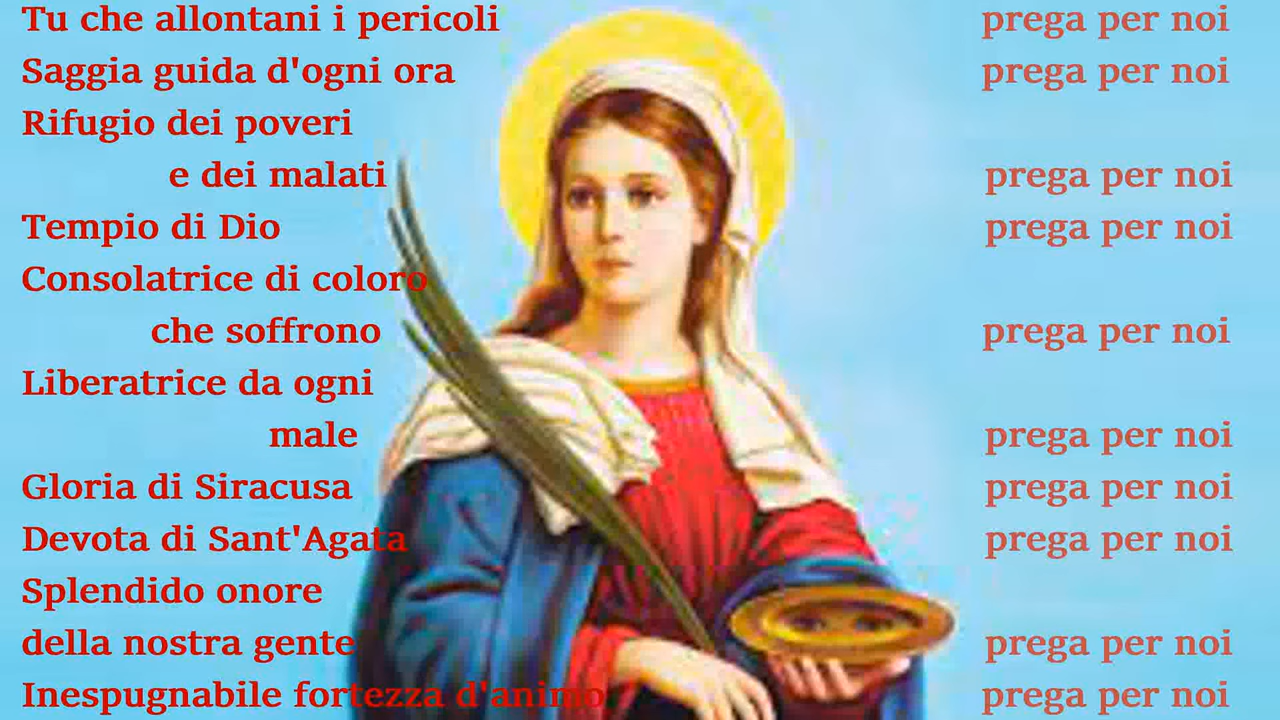 Tu che allontani i pericoli prega per noi
Saggia guida d'ogni ora prega per noi
Rifugio dei poveri
e dei malati prega per noi
Tempio di Dio prega per noi
Consolatrice di coloro
che soffrono prega per noi
Liberatrice da ogni
male prega per noi
Gloria di Siracusa prega per noi
Devota di Sant'Agata prega per noi
Splendido onore
della nostra gente prega per noi
Inespugnabile fortezza d'animo prega per noi